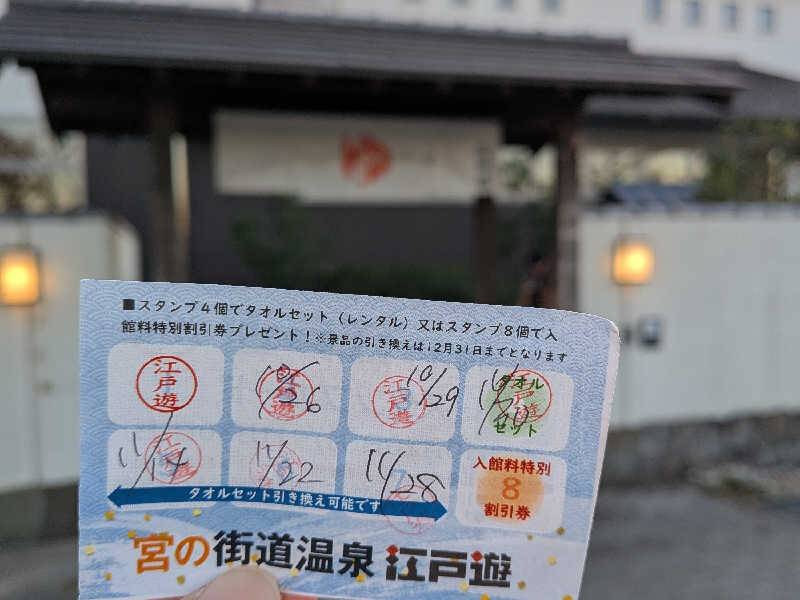 ゆ
■スタンプ4個でタオルセット（レンタル）又はスタンプ8個で入
館料特別割引券プレゼント！※景品の引き換えは12月31日までとなります
江戸遊
10/26
江戸遊
10/29
タオル
セット
11/14
11/22
11/28
入館料特別
8
割引券
タオルセット引き換え可能です
宮の街道温泉 江戸遊